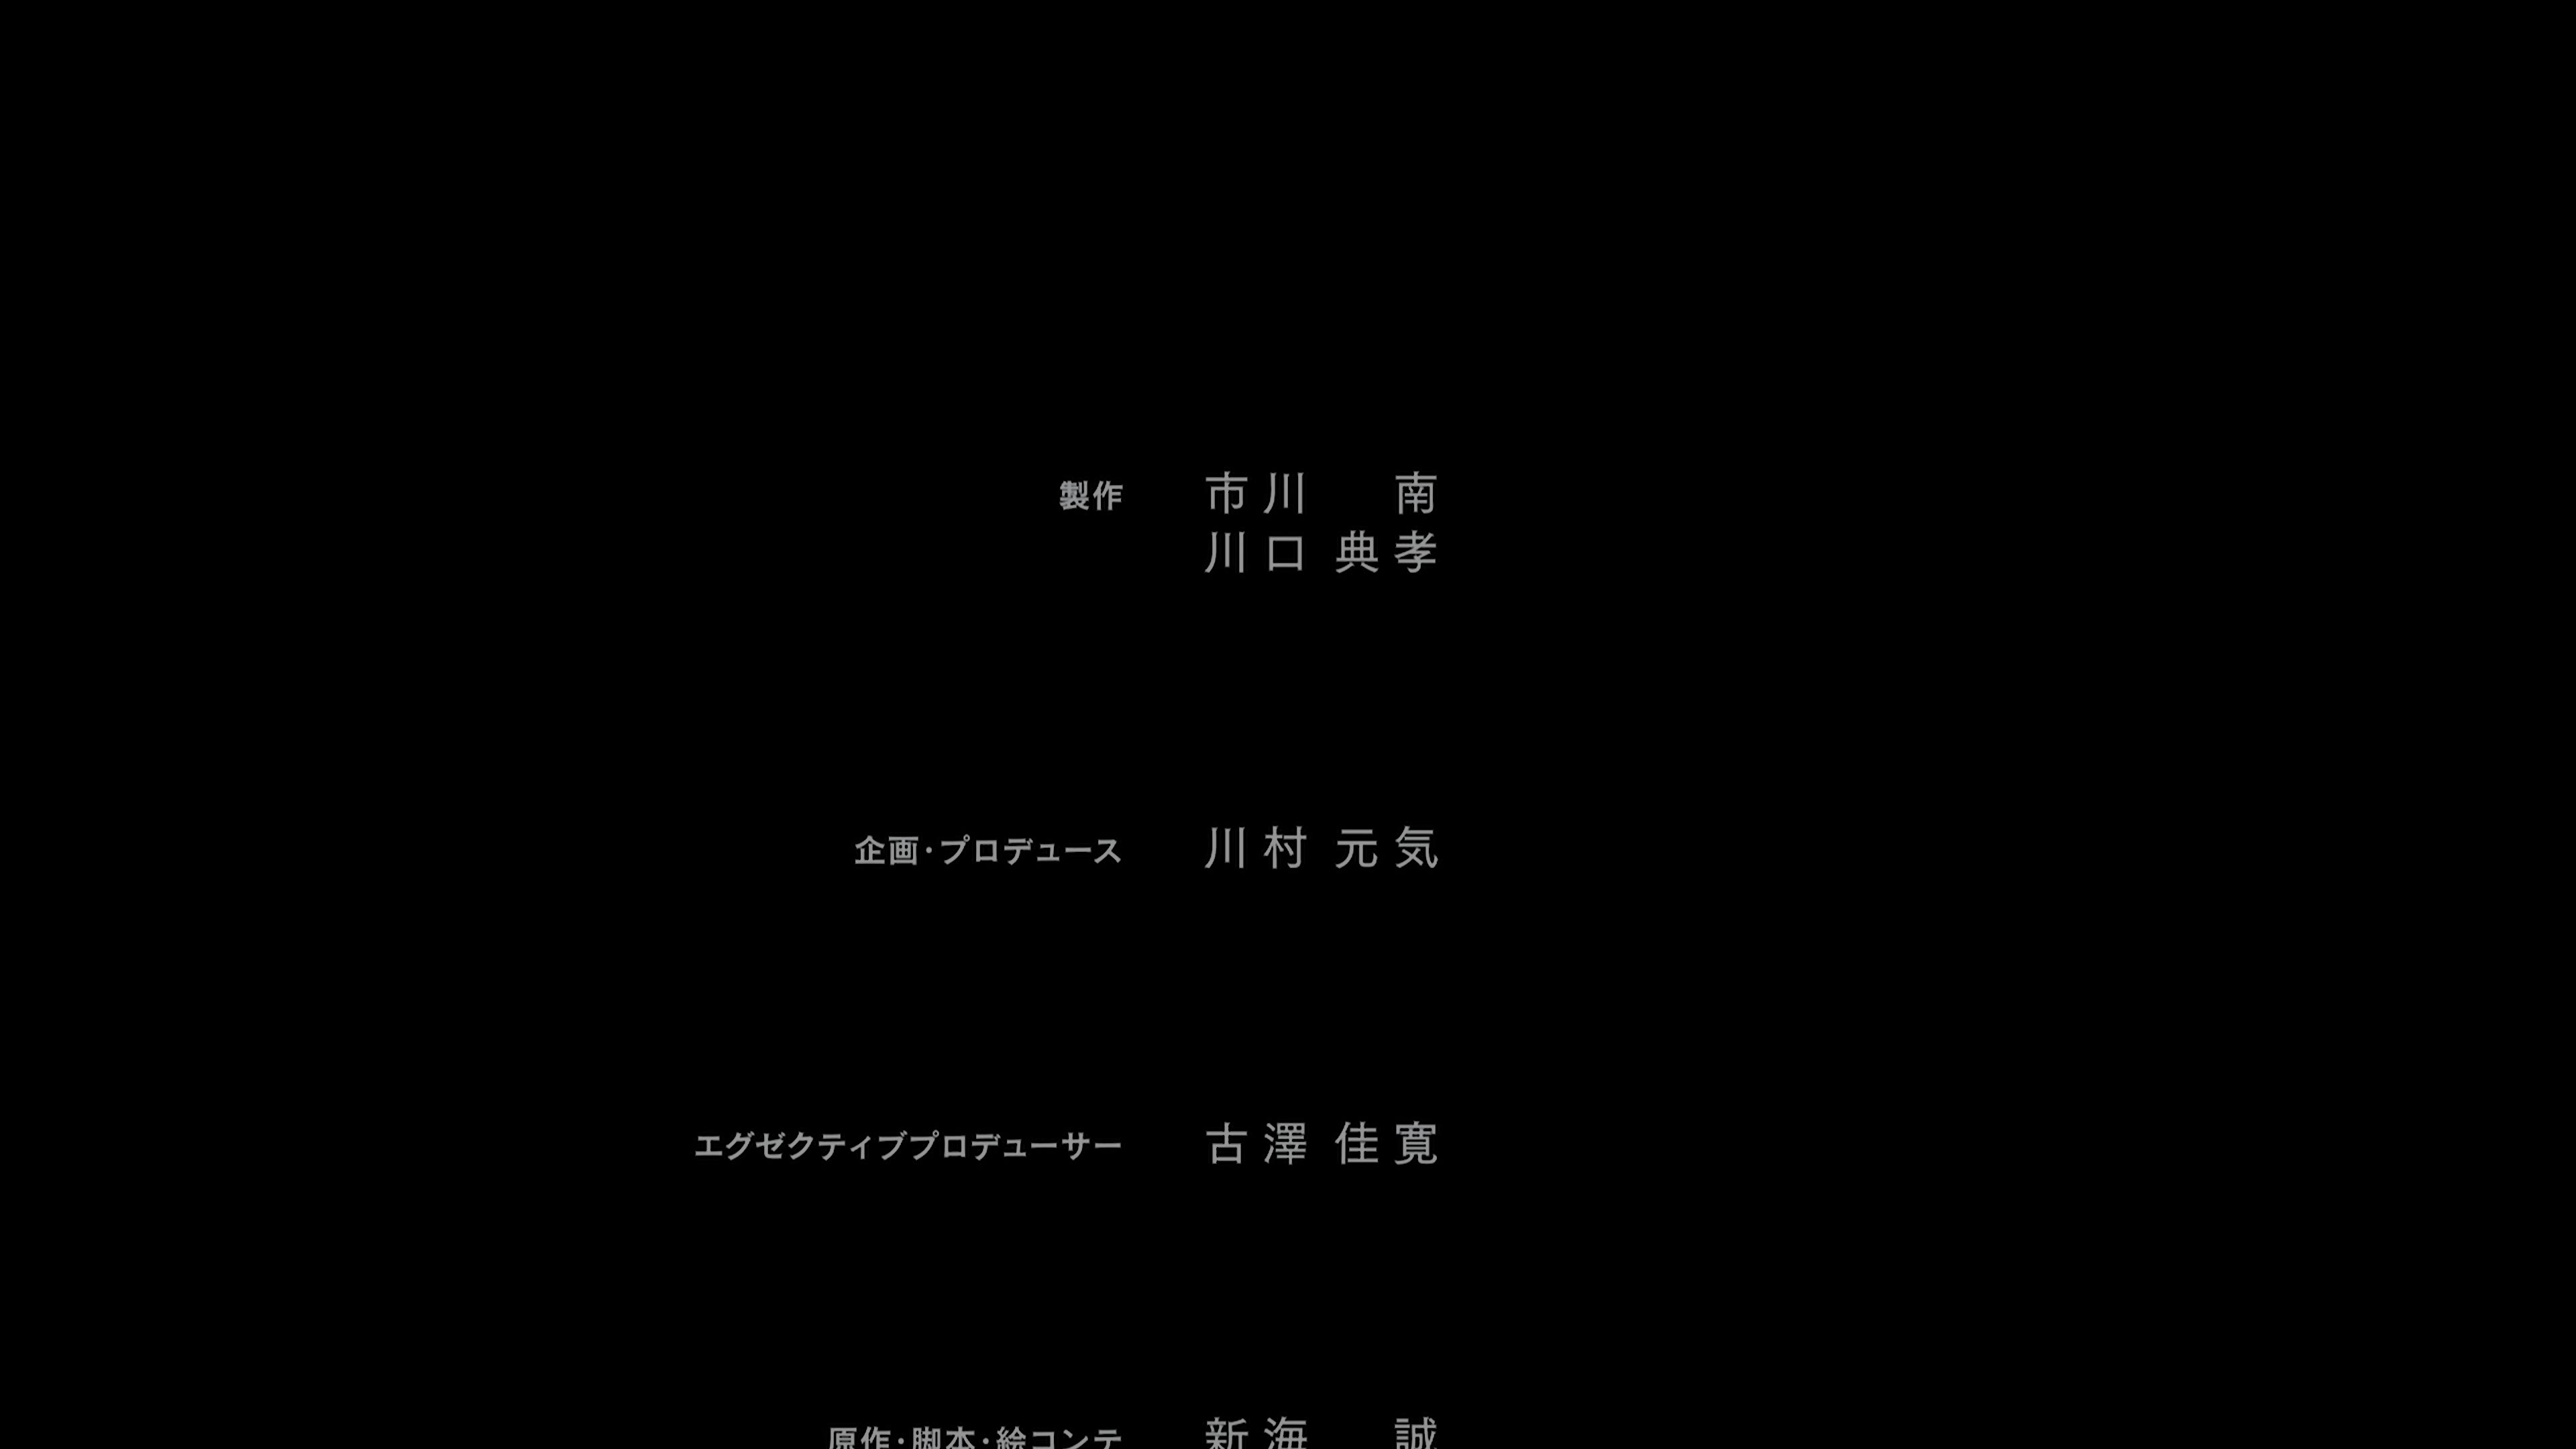 製作 市川 南
川口 典孝
企画・プロデュース 川村 元気
エグゼクティブプロデューサー 古澤 佳寛
原作・脚本・絵コンテ 新海 誠